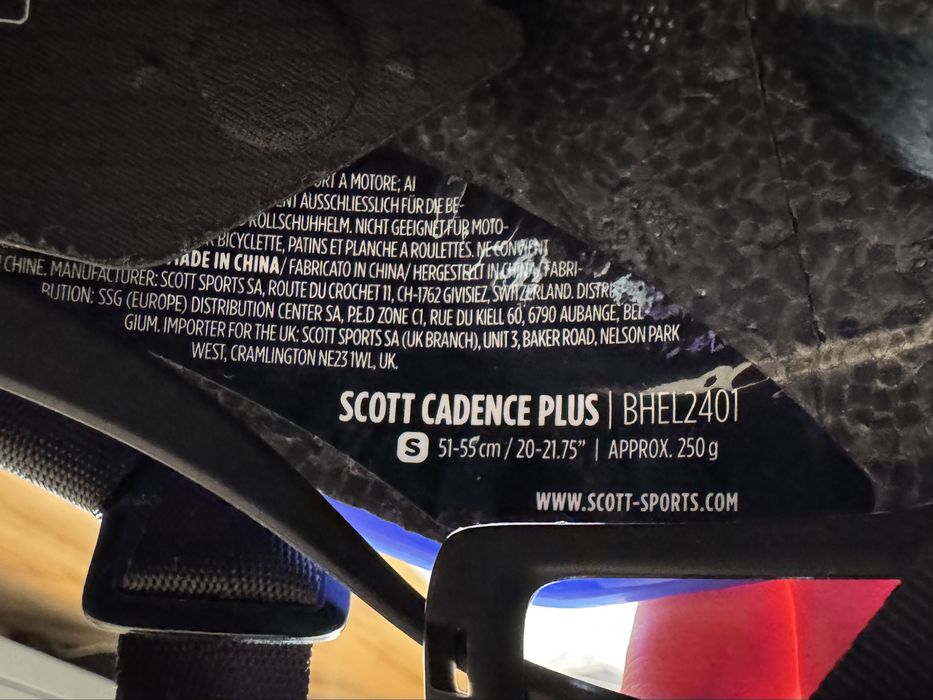 ORT A MOTORE; AI
ENT AUSSCHLIESSLICH FÜR DIE BE-
ROLLSCHUHHELM. NICHT GEEIGNET FÜR MOTO-
BICYCLETTE, PATINS ET PLANCHE A ROULETTES. NE CONVIENT
MADE IN CHINA / FABRICATO IN CHINA / HERGESTELLT IN CHINA / FABRI-
CHINE. MANUFACTURER: SCOTT SPORTS SA, ROUTE DU CROCHET 11, CH-1762 GIVISIEZ, SWITZERLAND. DISTRI
BUTION: SSG (EUROPE) DISTRIBUTION CENTER SA, P.E.D ZONE C1, RUE DU KIELL 60, 6790 AUBANGE, BEL
GIUM. IMPORTER FOR THE UK: SCOTT SPORTS SA (UK BRANCH), UNIT 3, BAKER ROAD, NELSON PARK
WEST, CRAMLINGTON NE23 1WL, UK.
SCOTT CADENCE PLUS | BHEL2401
S 51-55 cm / 20-21.75" | APPROX. 250 g
WWW.SCOTT-SPORTS.COM